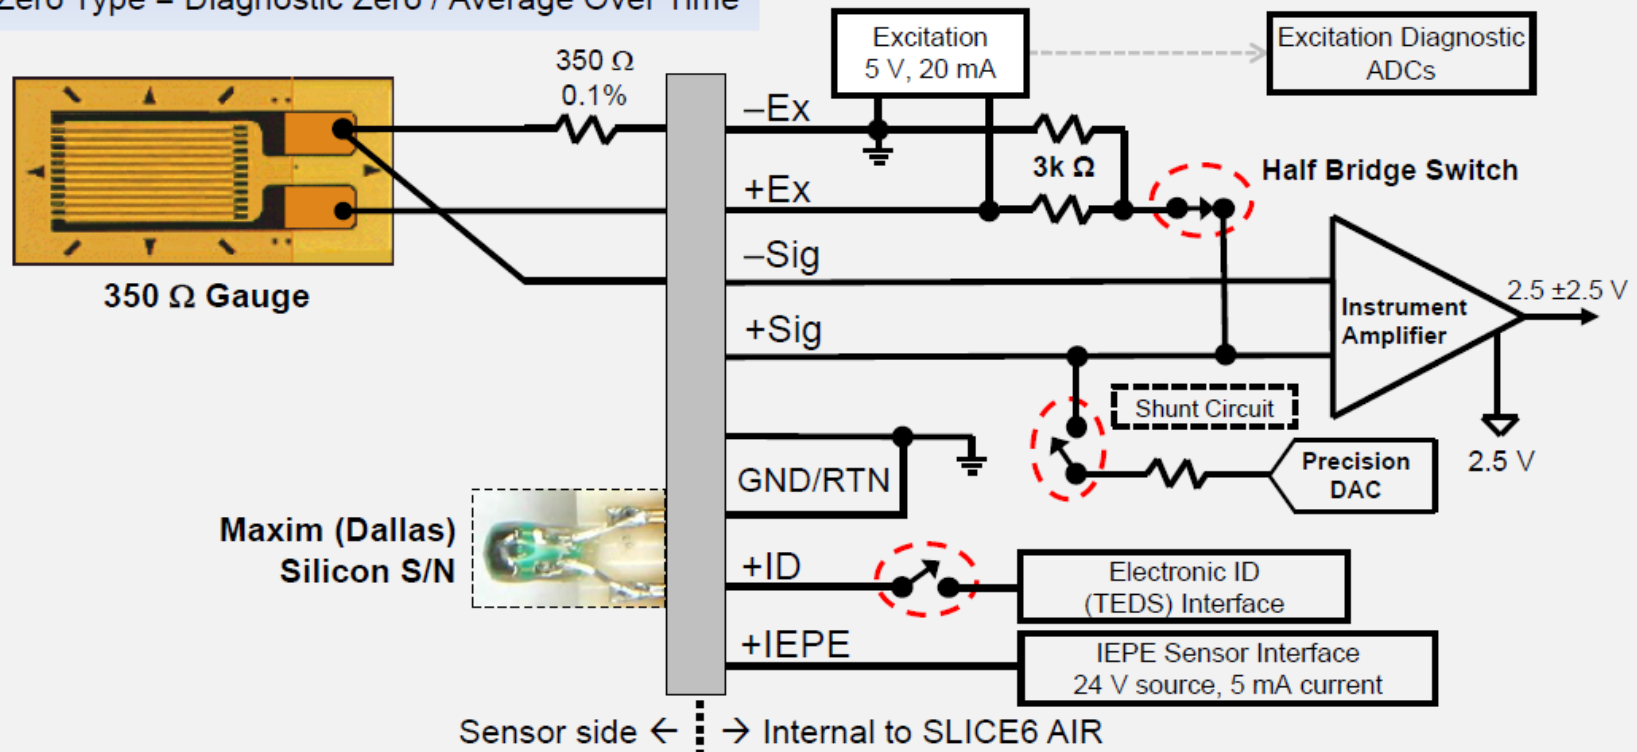 Zero Type = Diagnostic Zero / Average Over Time
Excitation
5 V, 20 mA
Excitation Diagnostic
ADCs
350 Ω
0.1%
–Ex
3k Ω
+Ex
Half Bridge Switch
–Sig
350 Ω Gauge
2.5 ±2.5 V
Instrument
Amplifier
+Sig
Shunt Circuit
2.5 V
Precision
DAC
GND/RTN
Maxim (Dallas)
Silicon S/N
+ID
Electronic ID
(TEDS) Interface
+IEPE
IEPE Sensor Interface
24 V source, 5 mA current
Sensor side ← → Internal to SLICE6 AIR